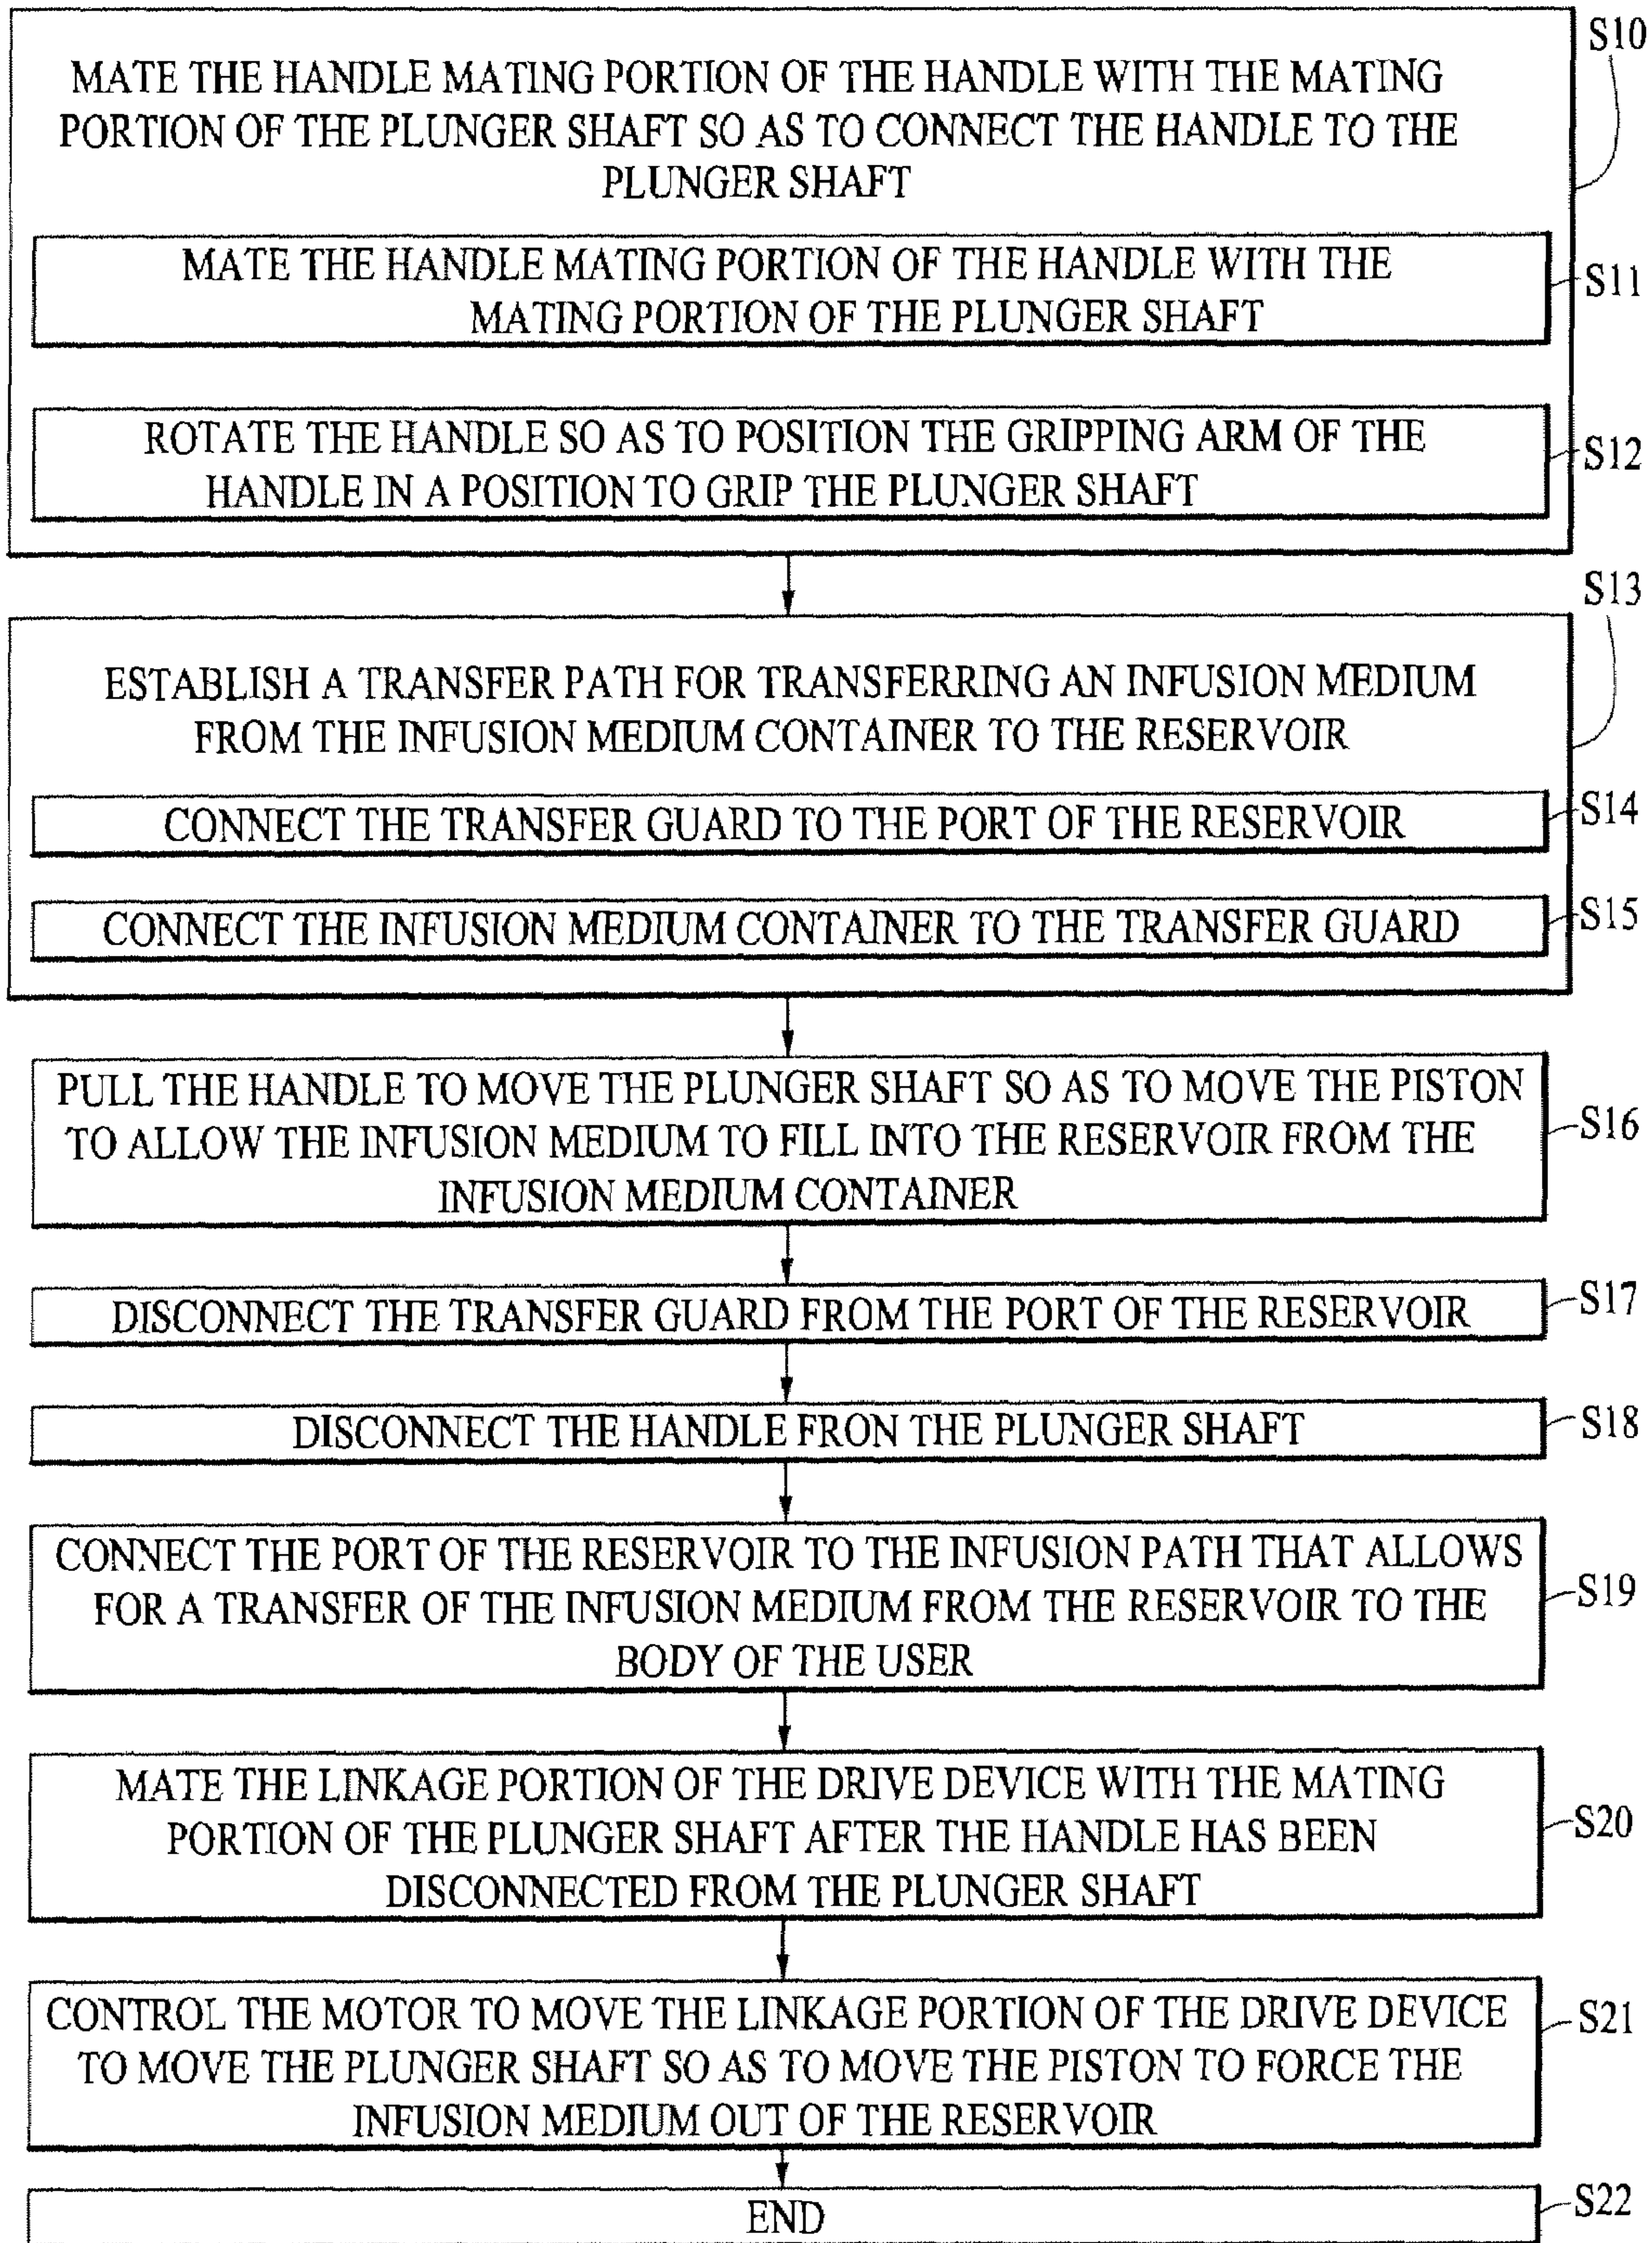 S10
MATE THE HANDLE MATING PORTION OF THE HANDLE WITH THE MATING
PORTION OF THE PLUNGER SHAFT SO AS TO CONNECT THE HANDLE TO THE
PLUNGER SHAFT
MATE THE HANDLE MATING PORTION OF THE HANDLE WITH THE
MATING PORTION OF THE PLUNGER SHAFT
S11
ROTATE THE HANDLE SO AS TO POSITION THE GRIPPING ARM OF THE
HANDLE IN A POSITION TO GRIP THE PLUNGER SHAFT
S12
S13
ESTABLISH A TRANSFER PATH FOR TRANSFERRING AN INFUSION MEDIUM
FROM THE INFUSION MEDIUM CONTAINER TO THE RESERVOIR
CONNECT THE TRANSFER GUARD TO THE PORT OF THE RESERVOIR
S14
CONNECT THE INFUSION MEDIUM CONTAINER TO THE TRANSFER GUARD
S15
PULL THE HANDLE TO MOVE THE PLUNGER SHAFT SO AS TO MOVE THE PISTON
TO ALLOW THE INFUSION MEDIUM TO FILL INTO THE RESERVOIR FROM THE
INFUSION MEDIUM CONTAINER
S16
DISCONNECT THE TRANSFER GUARD FROM THE PORT OF THE RESERVOIR
S17
DISCONNECT THE HANDLE FRON THE PLUNGER SHAFT
S18
CONNECT THE PORT OF THE RESERVOIR TO THE INFUSION PATH THAT ALLOWS
FOR A TRANSFER OF THE INFUSION MEDIUM FROM THE RESERVOIR TO THE
BODY OF THE USER
S19
MATE THE LINKAGE PORTION OF THE DRIVE DEVICE WITH THE MATING
PORTION OF THE PLUNGER SHAFT AFTER THE HANDLE HAS BEEN
DISCONNECTED FROM THE PLUNGER SHAFT
S20
CONTROL THE MOTOR TO MOVE THE LINKAGE PORTION OF THE DRIVE DEVICE
TO MOVE THE PLUNGER SHAFT SO AS TO MOVE THE PISTON TO FORCE THE
INFUSION MEDIUM OUT OF THE RESERVOIR
S21
END
S22